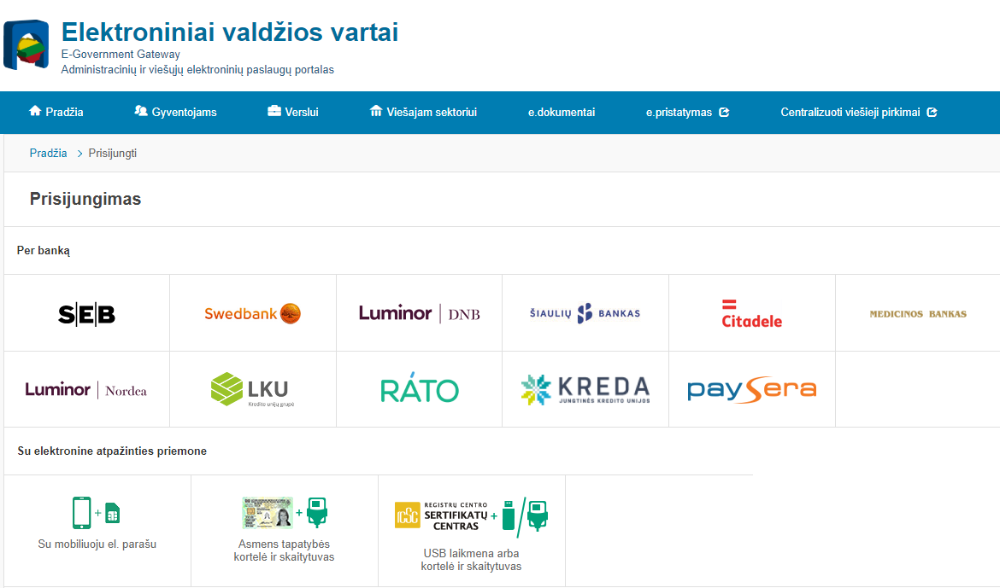 Elektroniniai valdžios vartai
E-Government Gateway
Administracinių ir viešųjų elektroninių paslaugų portalas
Pradžia Gyventojams Verslui Viešajam sektoriui e.dokumentai e.pristatymas Centralizuoti viešieji pirkimai
Pradžia > Prisijungti
Prisijungimas
Per banką
S|E|B Swedbank Luminor | DNB ŠIAULIŲ BANKAS Citadele MEDICINOS BANKAS
Luminor | Nordea LKU RÁTO KREDA paysera
Kredito unijų grupė JUNGTINĖS KREDITO UNIJOS
Su elektronine atpažinties priemone
REGISTRŲ CENTRO
SERTIFIKATŲ
CENTRAS
Su mobiliuoju el. parašu
Asmens tapatybės
kortelė ir skaitytuvas
USB laikmena arba
kortelė ir skaitytuvas